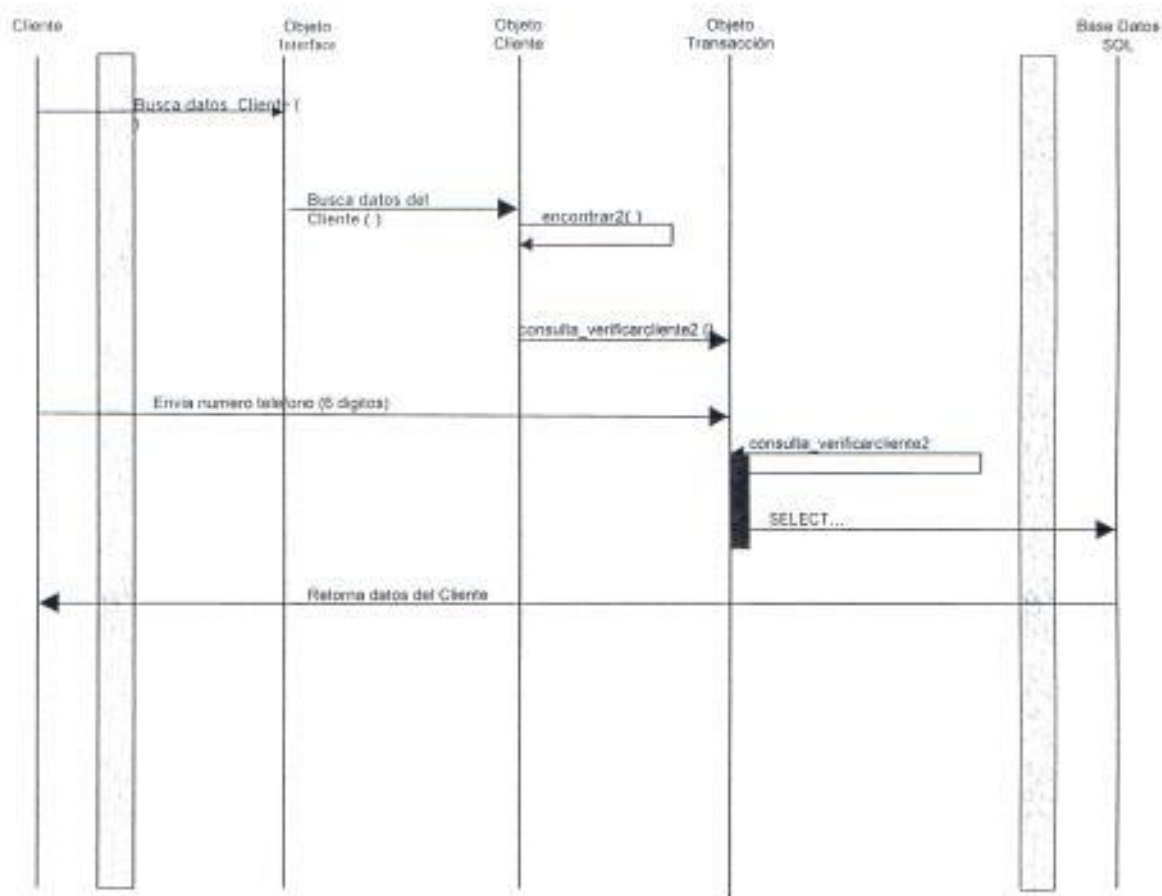 Cliente
Objeto
Interface
Objeto
Cliente
Objeto
Transacción
Base Datos
SQL
Busca datos Cliente (
)
Busca datos del
Cliente ( )
encontrar2( )
consulta_verificarcliente2 ()
Envia numero telefono (6 digitos)
consulta_verificarcliente2
SELECT...
Retorna datos del Cliente